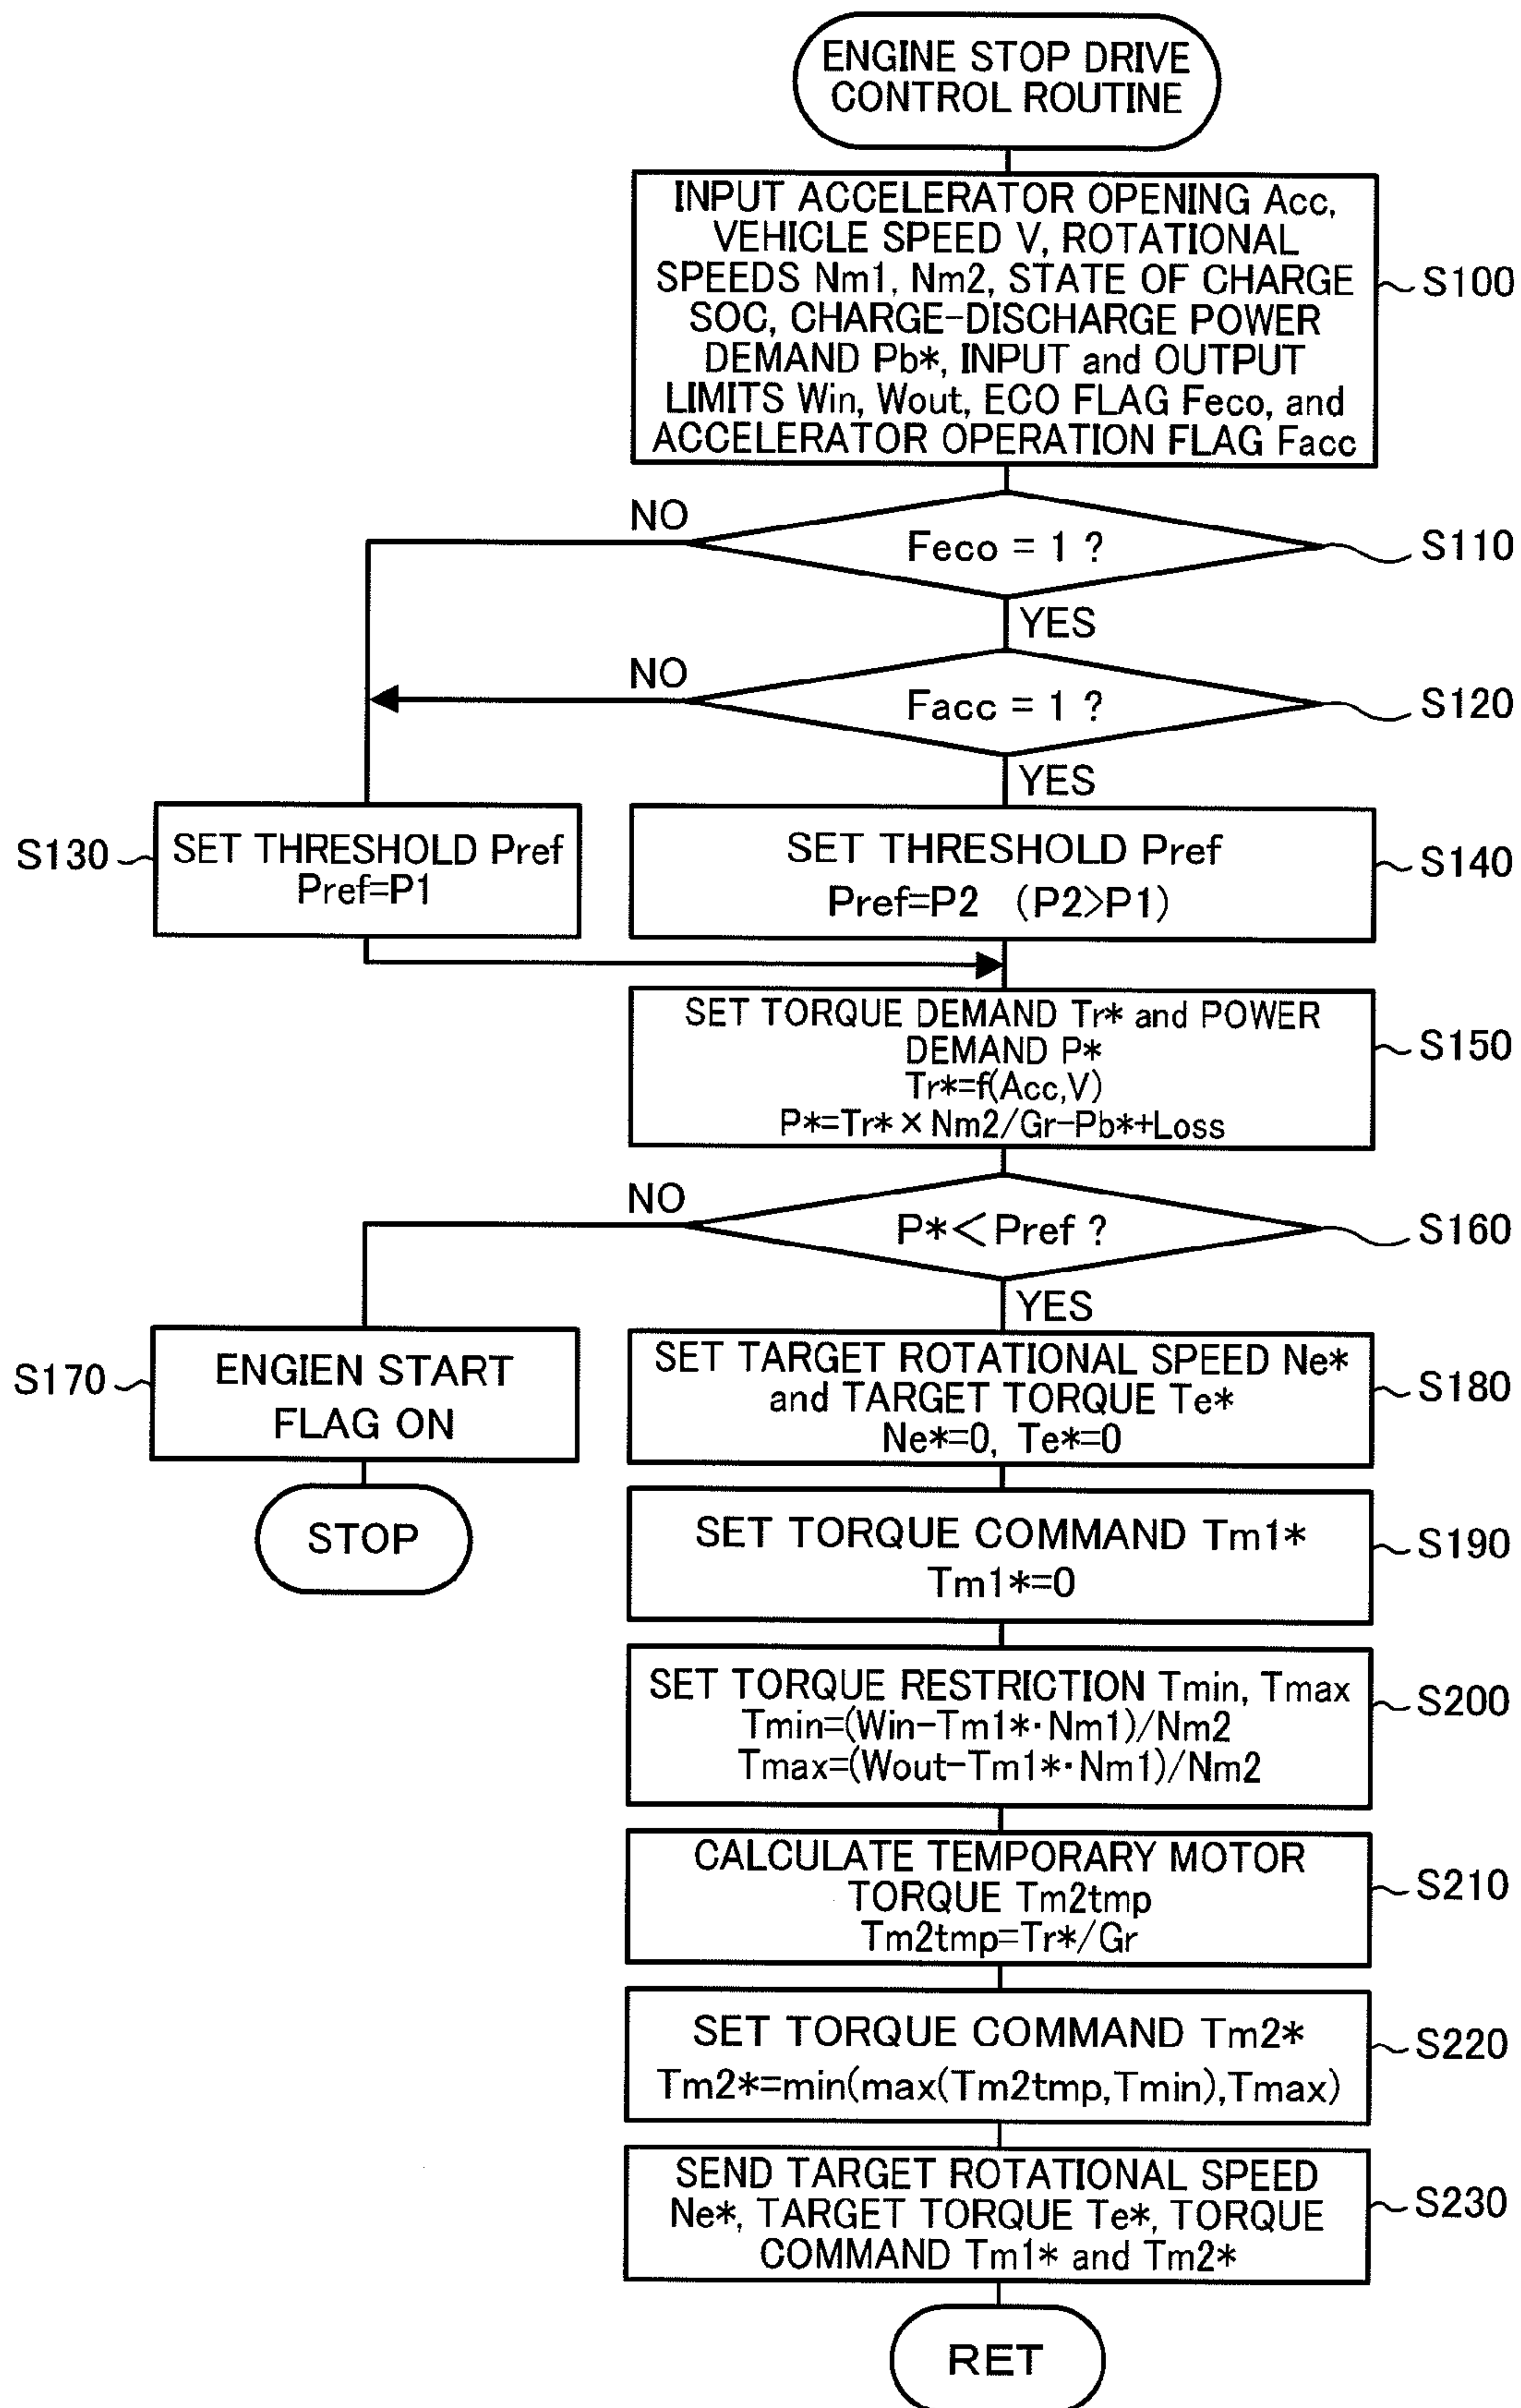 ENGINE STOP DRIVE
CONTROL ROUTINE
INPUT ACCELERATOR OPENING Acc,
VEHICLE SPEED V, ROTATIONAL
SPEEDS Nm1, Nm2, STATE OF CHARGE
SOC, CHARGE-DISCHARGE POWER
DEMAND Pb*, INPUT and OUTPUT
LIMITS Win, Wout, ECO FLAG Feco, and
ACCELERATOR OPERATION FLAG Facc
S100
NO
Feco = 1 ?
S110
YES
NO
Facc = 1 ?
S120
YES
S130
SET THRESHOLD Pref
Pref=P1
SET THRESHOLD Pref
Pref=P2 (P2>P1)
S140
SET TORQUE DEMAND Tr* and POWER
DEMAND P*
Tr*=f(Acc,V)
P*=Tr*×Nm2/Gr-Pb*+Loss
S150
NO
P*<Pref ?
S160
YES
S170
ENGIEN START
FLAG ON
STOP
SET TARGET ROTATIONAL SPEED Ne*
and TARGET TORQUE Te*
Ne*=0, Te*=0
S180
SET TORQUE COMMAND Tm1*
Tm1*=0
S190
SET TORQUE RESTRICTION Tmin, Tmax
Tmin=(Win-Tm1*·Nm1)/Nm2
Tmax=(Wout-Tm1*·Nm1)/Nm2
S200
CALCULATE TEMPORARY MOTOR
TORQUE Tm2tmp
Tm2tmp=Tr*/Gr
S210
SET TORQUE COMMAND Tm2*
Tm2*=min(max(Tm2tmp,Tmin),Tmax)
S220
SEND TARGET ROTATIONAL SPEED
Ne*, TARGET TORQUE Te*, TORQUE
COMMAND Tm1* and Tm2*
S230
RET